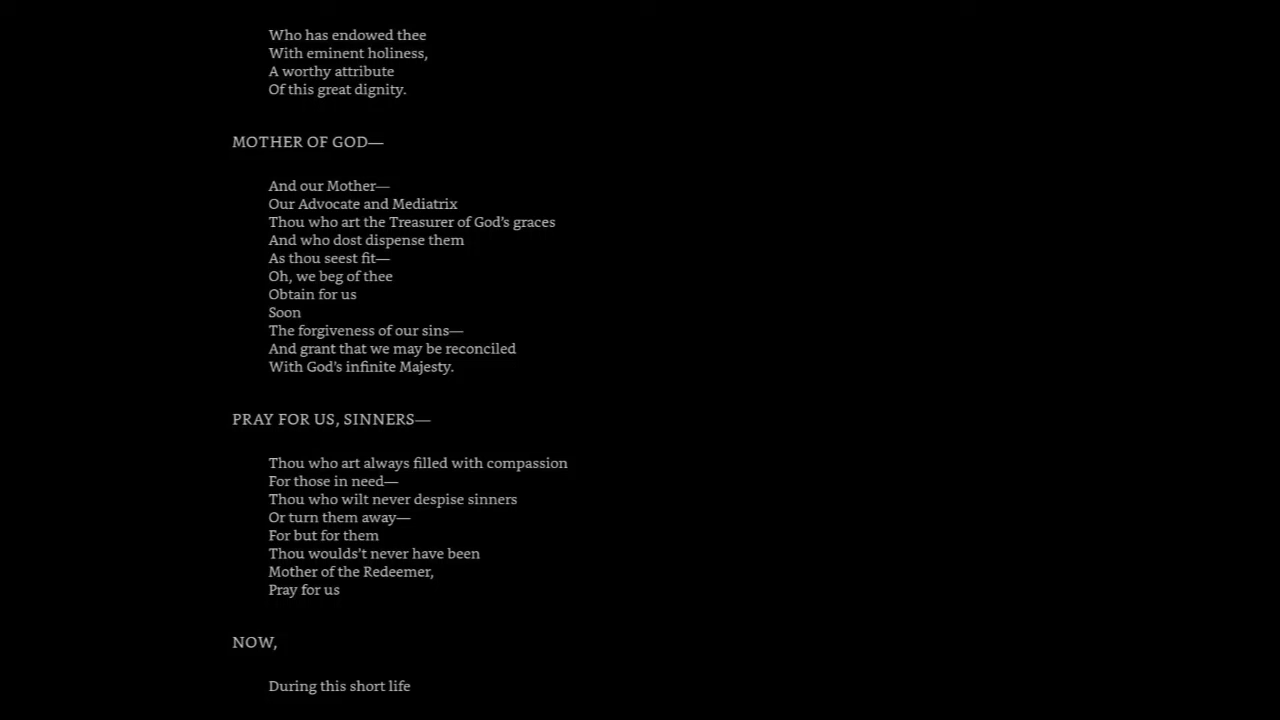 Who has endowed thee
With eminent holiness,
A worthy attribute
Of this great dignity.
MOTHER OF GOD—
And our Mother—
Our Advocate and Mediatrix
Thou who art the Treasurer of God's graces
And who dost dispense them
As thou seest fit—
Oh, we beg of thee
Obtain for us
Soon
The forgiveness of our sins—
And grant that we may be reconciled
With God's infinite Majesty.
PRAY FOR US, SINNERS—
Thou who art always filled with compassion
For those in need—
Thou who wilt never despise sinners
Or turn them away—
For but for them
Thou woulds't never have been
Mother of the Redeemer,
Pray for us
NOW,
During this short life